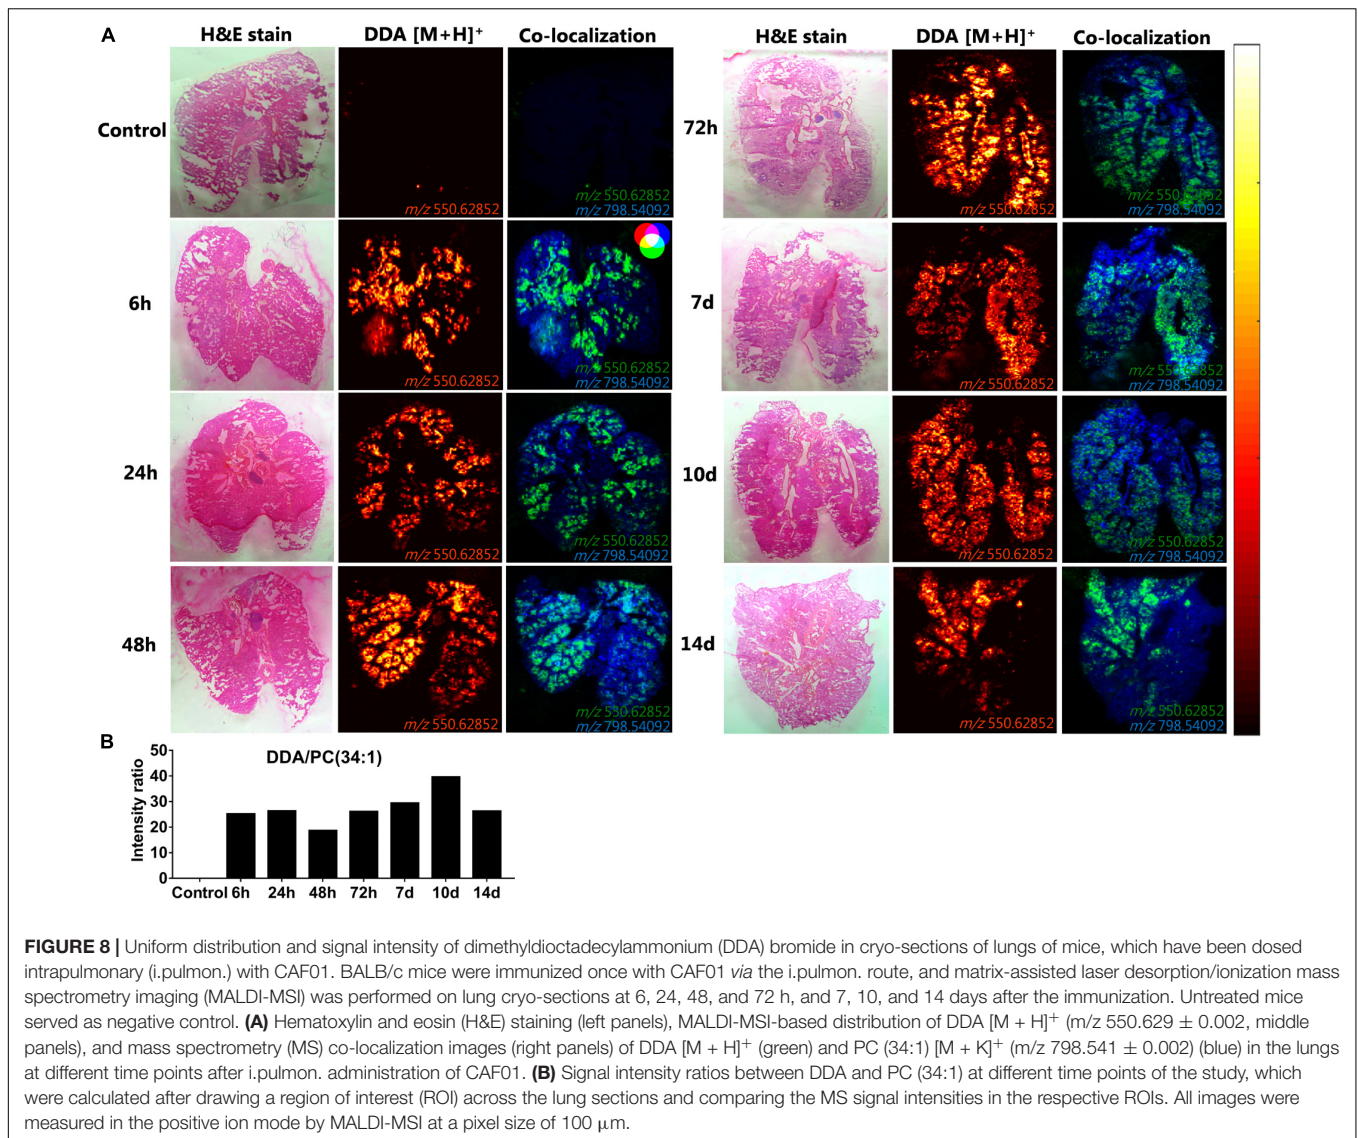 A
H&E stain
DDA [M+H]+
Co-localization
H&E stain
DDA [M+H]+
Co-localization
Control
m/z 550.62852
m/z 550.62852
m/z 798.54092
72h
m/z 550.62852
m/z 550.62852
m/z 798.54092
6h
m/z 550.62852
m/z 550.62852
m/z 798.54092
7d
m/z 550.62852
m/z 550.62852
m/z 798.54092
24h
m/z 550.62852
m/z 550.62852
m/z 798.54092
10d
m/z 550.62852
m/z 550.62852
m/z 798.54092
48h
m/z 550.62852
m/z 550.62852
m/z 798.54092
14d
m/z 550.62852
m/z 550.62852
m/z 798.54092
B
DDA/PC(34:1)
Intensity ratio
50
40
30
20
10
0
Control 6h 24h 48h 72h 7d 10d 14d
FIGURE 8 | Uniform distribution and signal intensity of dimethyldioctadecylammonium (DDA) bromide in cryo-sections of lungs of mice, which have been dosed
intrapulmonary (i.pulmon.) with CAF01. BALB/c mice were immunized once with CAF01 via the i.pulmon. route, and matrix-assisted laser desorption/ionization mass
spectrometry imaging (MALDI-MSI) was performed on lung cryo-sections at 6, 24, 48, and 72 h, and 7, 10, and 14 days after the immunization. Untreated mice
served as negative control. (A) Hematoxylin and eosin (H&E) staining (left panels), MALDI-MSI-based distribution of DDA [M + H]+ (m/z 550.629 ± 0.002, middle
panels), and mass spectrometry (MS) co-localization images (right panels) of DDA [M + H]+ (green) and PC (34:1) [M + K]+ (m/z 798.541 ± 0.002) (blue) in the lungs
at different time points after i.pulmon. administration of CAF01. (B) Signal intensity ratios between DDA and PC (34:1) at different time points of the study, which
were calculated after drawing a region of interest (ROI) across the lung sections and comparing the MS signal intensities in the respective ROIs. All images were
measured in the positive ion mode by MALDI-MSI at a pixel size of 100 μm.